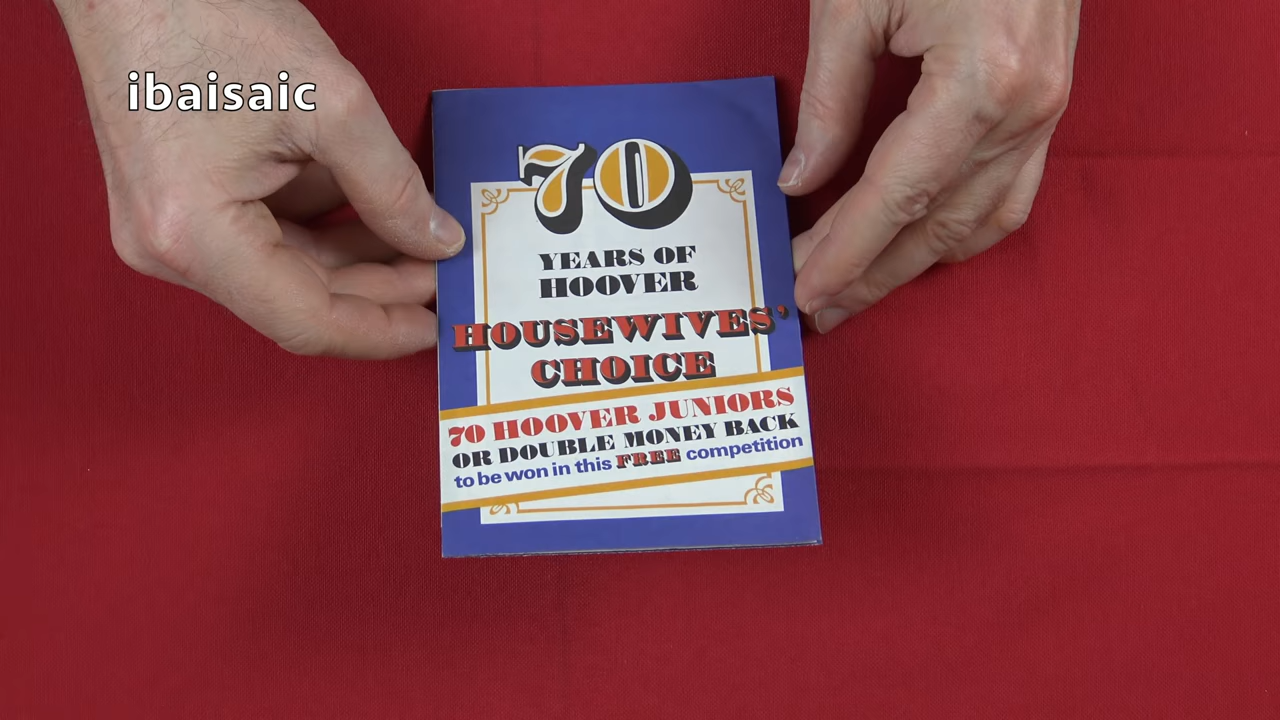 ibaisaic
70
YEARS OF
HOOVER
HOUSEWIVES'
CHOICE
70 HOOVER JUNIORS
OR DOUBLE MONEY BACK
to be won in this FREE competition